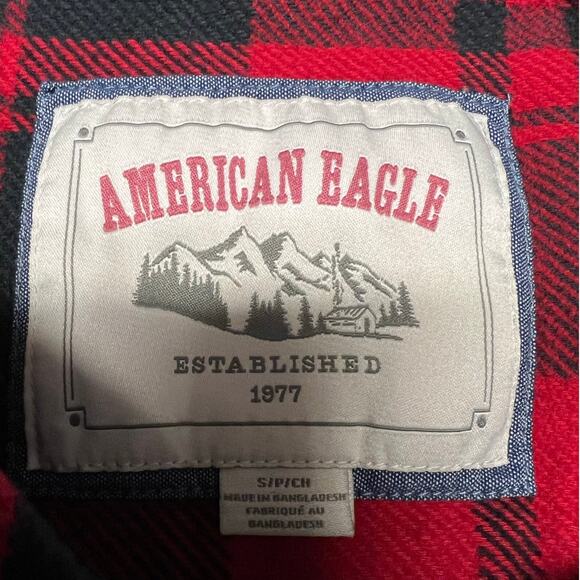 AMERICAN EAGLE
ESTABLISHED
1977
S/P/CH
MADE IN BANGLADESH
FABRIQUÉ AU
BANGLADESH